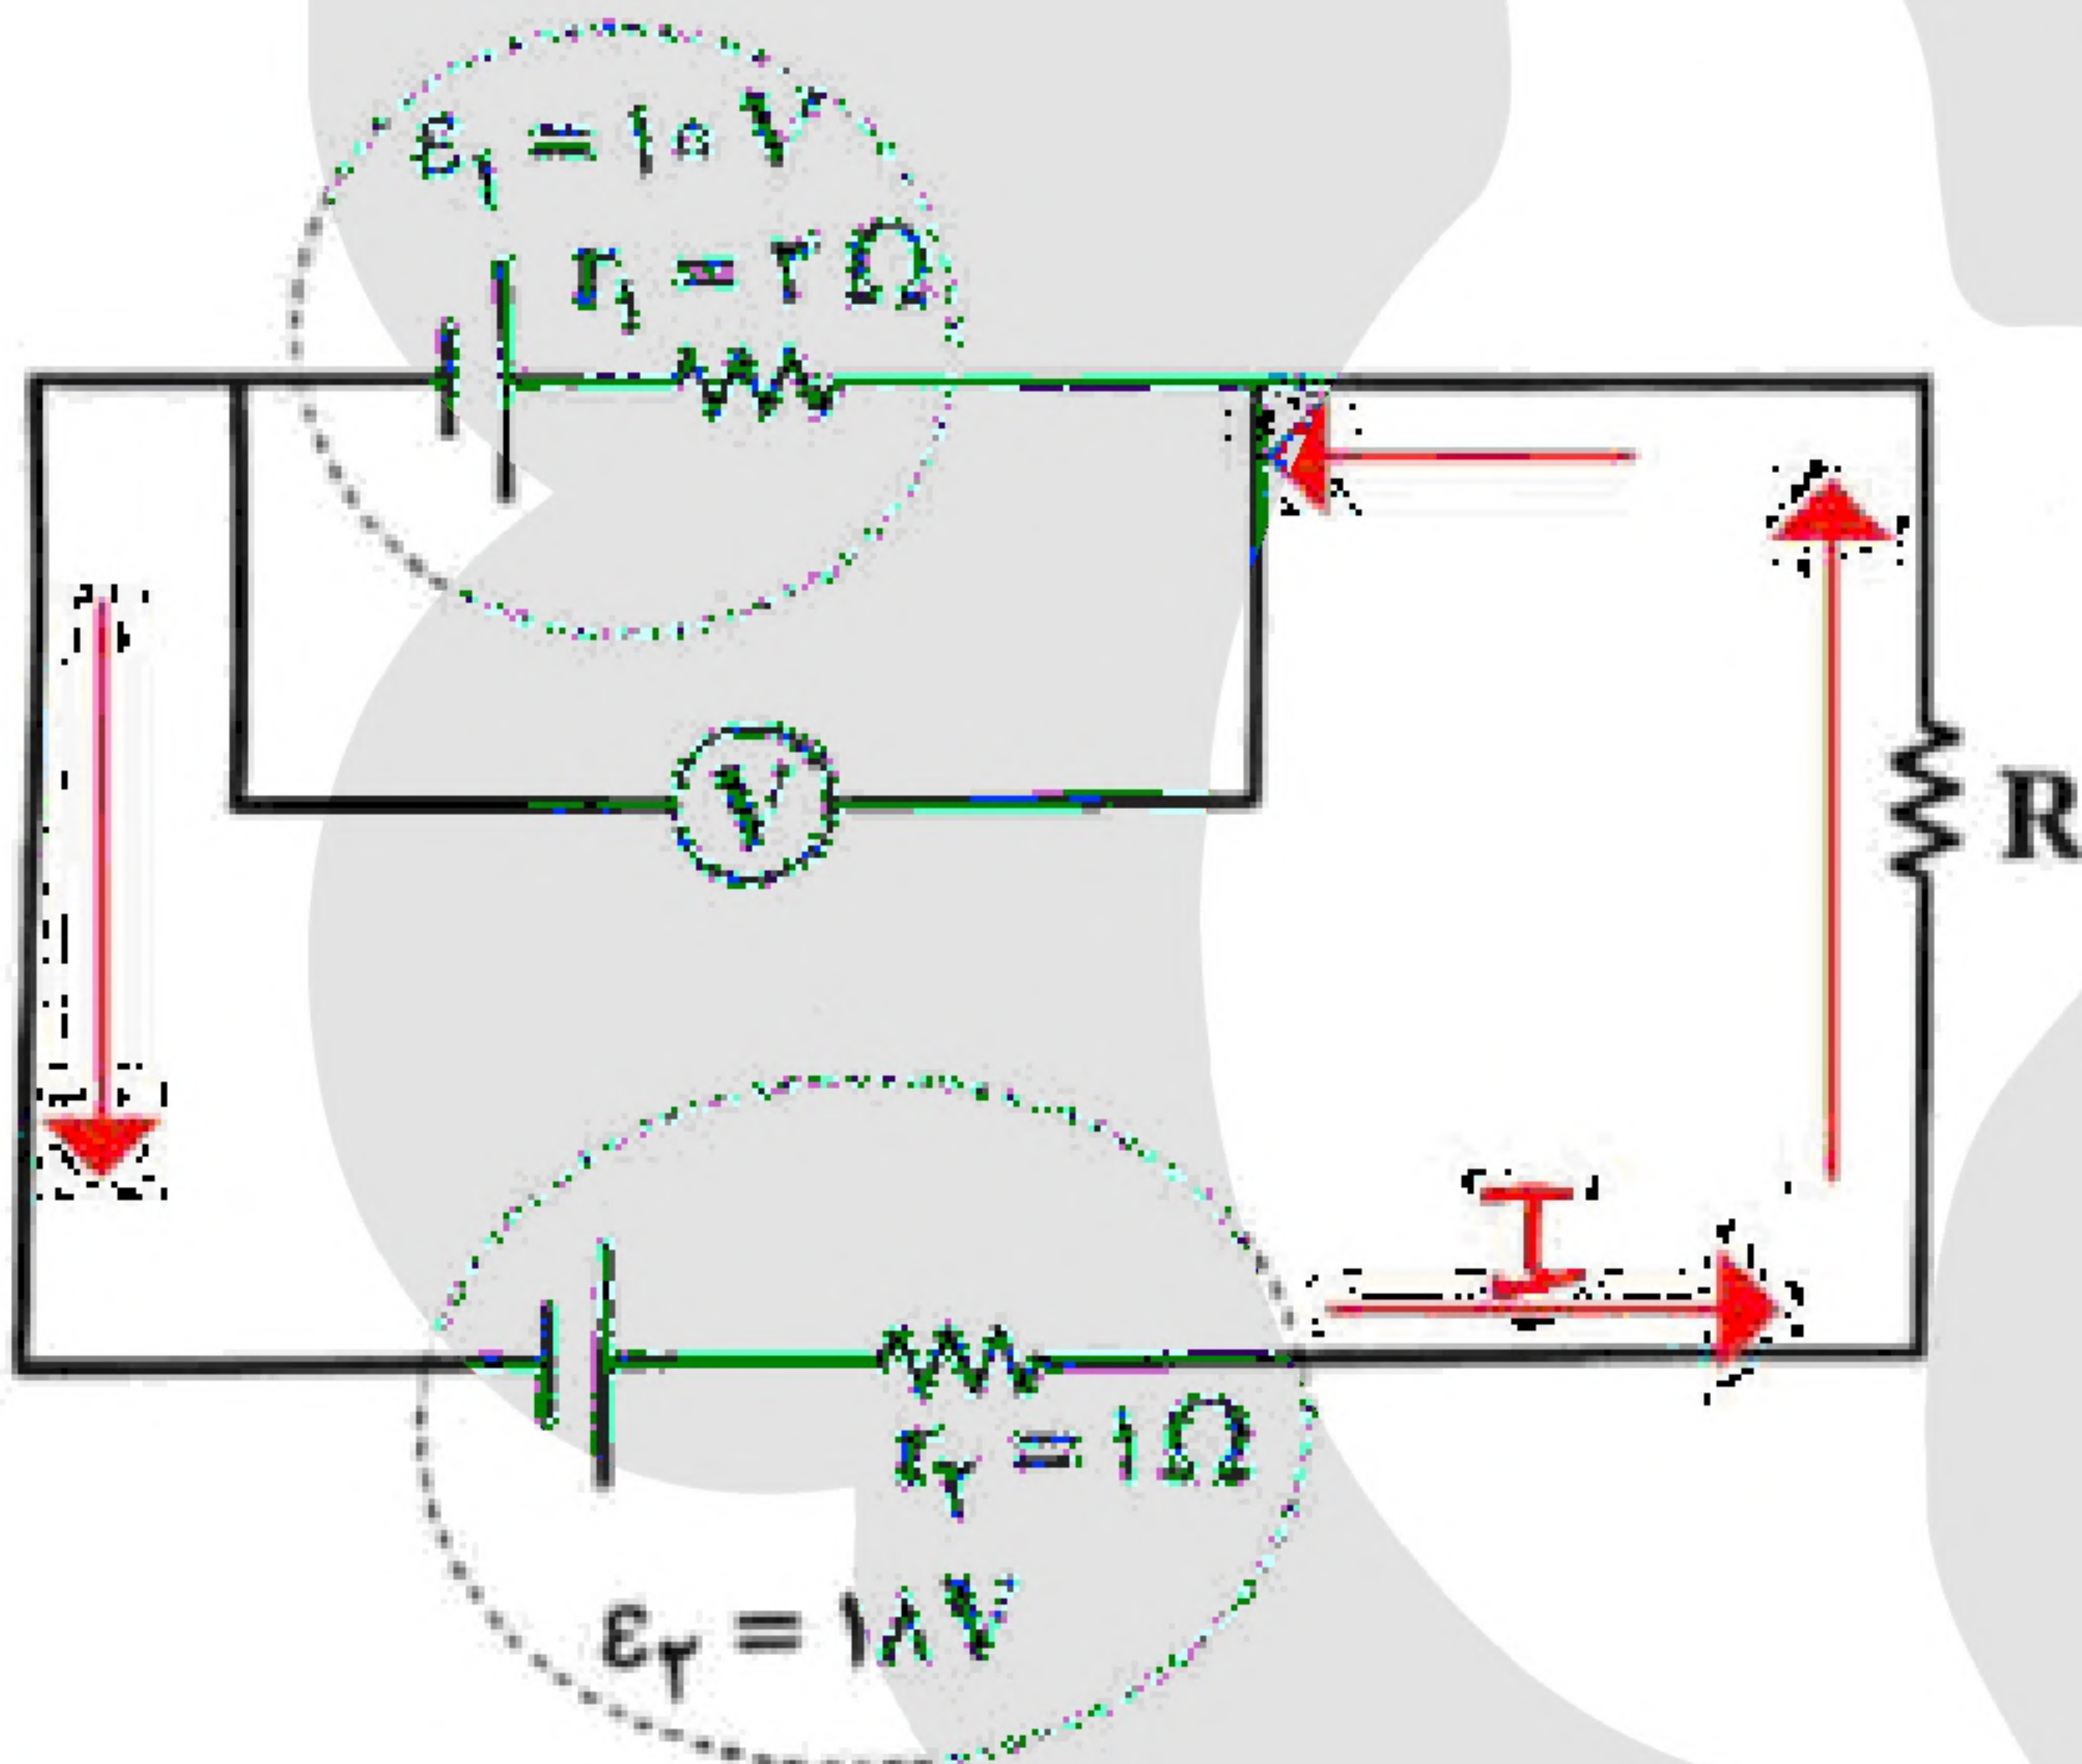 ε₁ = ۱۰ V
r₁ = ۲ Ω
V
R
I
r₂ = ۱ Ω
ε₂ = ۱۸ V